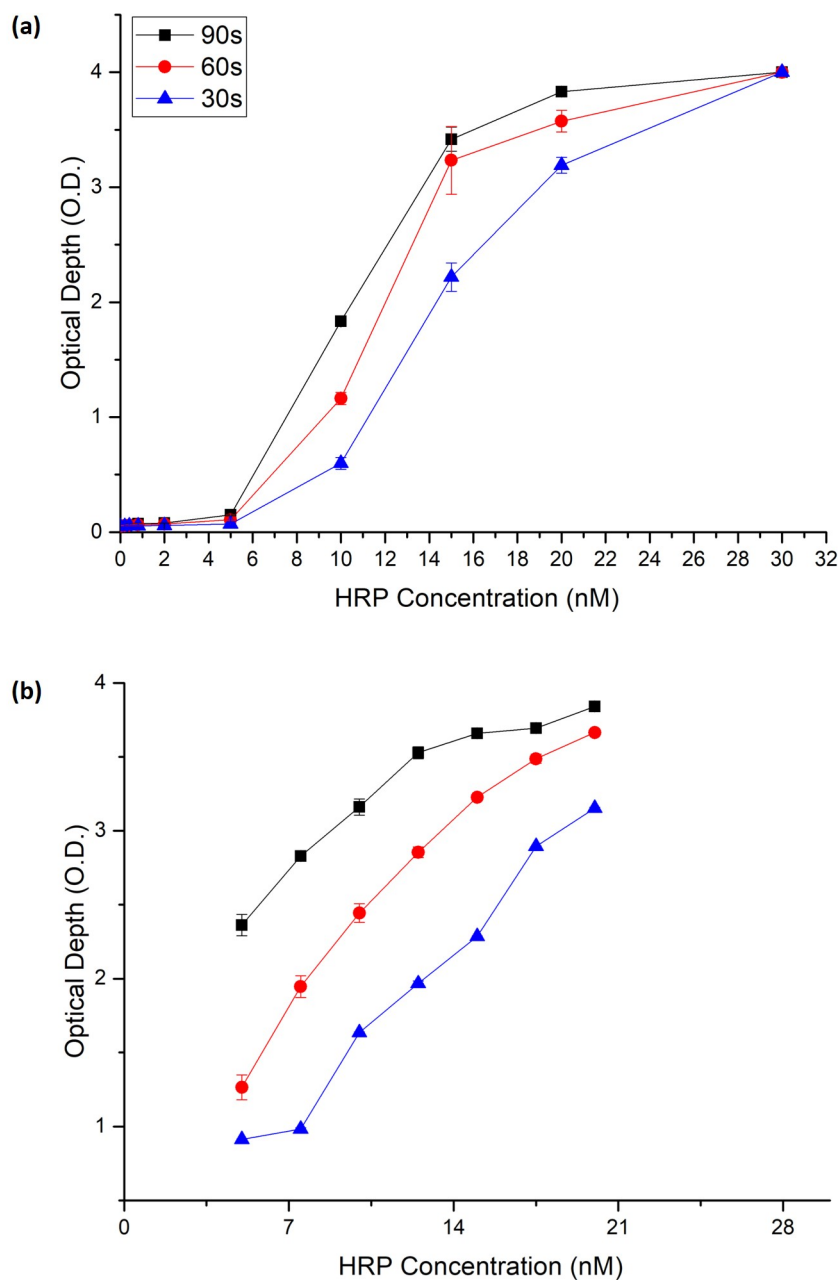 (a)
90s
60s
30s
4
3
2
1
0
0 2 4 6 8 10 12 14 16 18 20 22 24 26 28 30 32
Optical Depth (O.D.)
HRP Concentration (nM)
(b)
4
3
2
1
0 7 14 21 28
Optical Depth (O.D.)
HRP Concentration (nM)